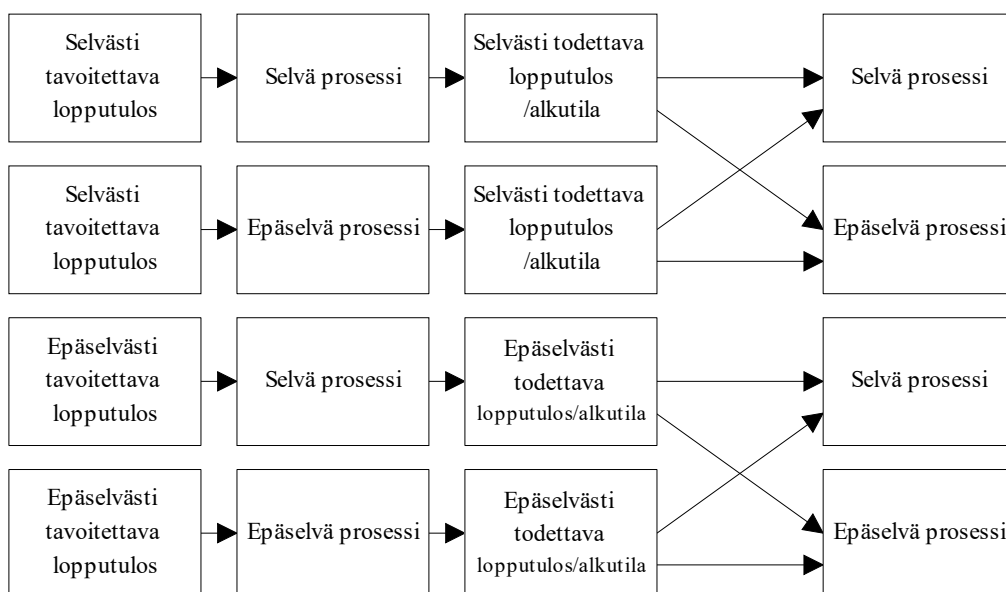 Selvästi
tavoitettava
lopputulos
Selvä prosessi
Selvästi todettava
lopputulos
/alkutila
Selvä prosessi
Selvästi
tavoitettava
lopputulos
Epäselvä prosessi
Selvästi todettava
lopputulos
/alkutila
Epäselvä prosessi
Epäselvästi
tavoitettava
lopputulos
Selvä prosessi
Epäselvästi
todettava
lopputulos/alkutila
Selvä prosessi
Epäselvästi
tavoitettava
lopputulos
Epäselvä prosessi
Epäselvästi
todettava
lopputulos/alkutila
Epäselvä prosessi